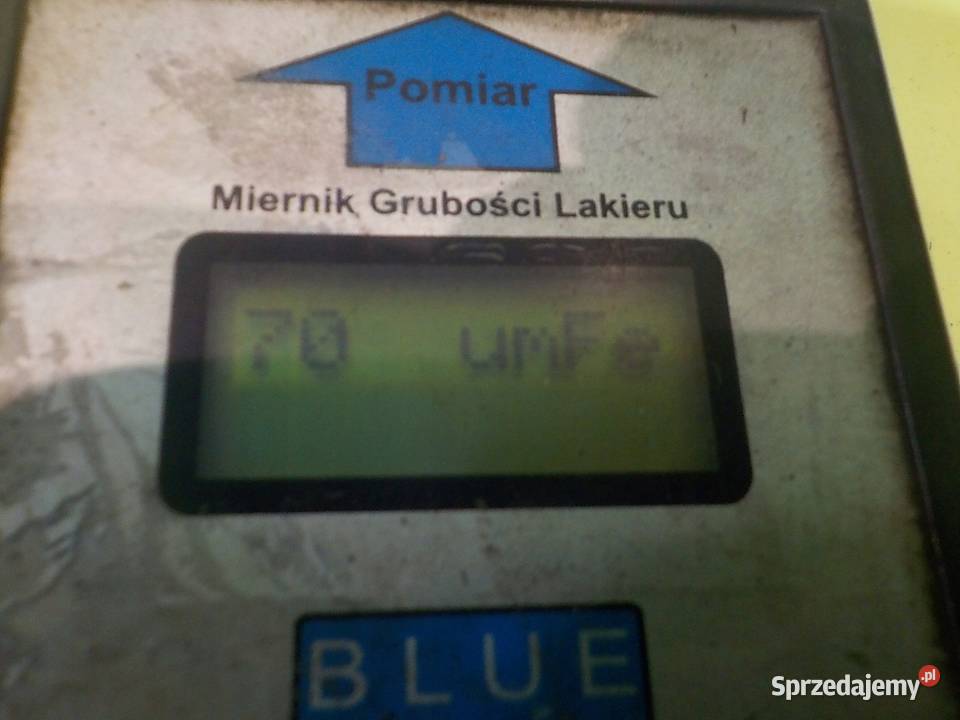 Pomiar
Miernik Grubości Lakieru
70 umFe
BLUE
Sprzedajemy.pl